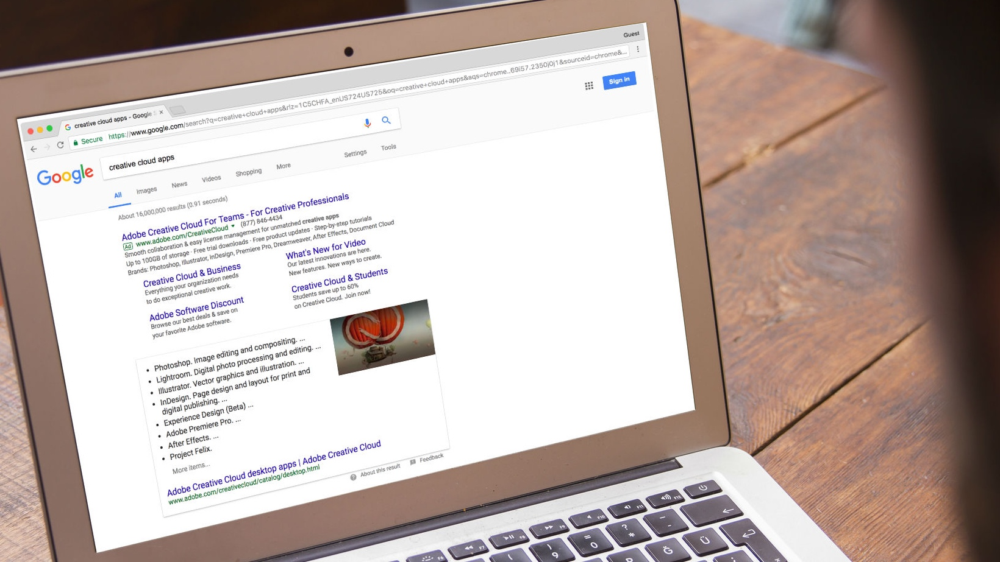 Guest
creative cloud apps - Google S
Secure https://www.google.com/search?q=creative+cloud+apps&rlz=1C5CHFA_enUS724US725&oq=creative+cloud+apps&aqs=chrome..69i57.2350j0j1&sourceid=chrome&...
Sign in
Google
creative cloud apps
All Images News Videos Shopping More Settings Tools
About 16,000,000 results (0.91 seconds)
Adobe Creative Cloud For Teams - For Creative Professionals
Ad www.adobe.com/CreativeCloud (877) 846-4434
Smooth collaboration & easy license management for unmatched creative apps
Up to 100GB of storage · Free trial downloads · Free product updates · Step-by-step tutorials
Brands: Photoshop, Illustrator, InDesign, Premiere Pro, Dreamweaver, After Effects, Document Cloud
Creative Cloud & Business
Everything your organization needs
to do exceptional creative work.
What's New for Video
Our latest innovations are here.
New features. New ways to create.
Adobe Software Discount
Browse our best deals & save on
your favorite Adobe software.
Creative Cloud & Students
Students save up to 60%
on Creative Cloud. Join now!
• Photoshop. Image editing and compositing. ...
• Lightroom. Digital photo processing and editing. ...
• Illustrator. Vector graphics and illustration. ...
• InDesign. Page design and layout for print and
digital publishing. ...
• Experience Design (Beta) ...
• Adobe Premiere Pro. ...
• After Effects. ...
• Project Felix.
More items...
Adobe Creative Cloud desktop apps | Adobe Creative Cloud
www.adobe.com/creativecloud/catalog/desktop.html
About this result Feedback
F6 F7 F8 F9 F10 F11 F12
) 9 = 0 ? * _ -
Ğ Ü